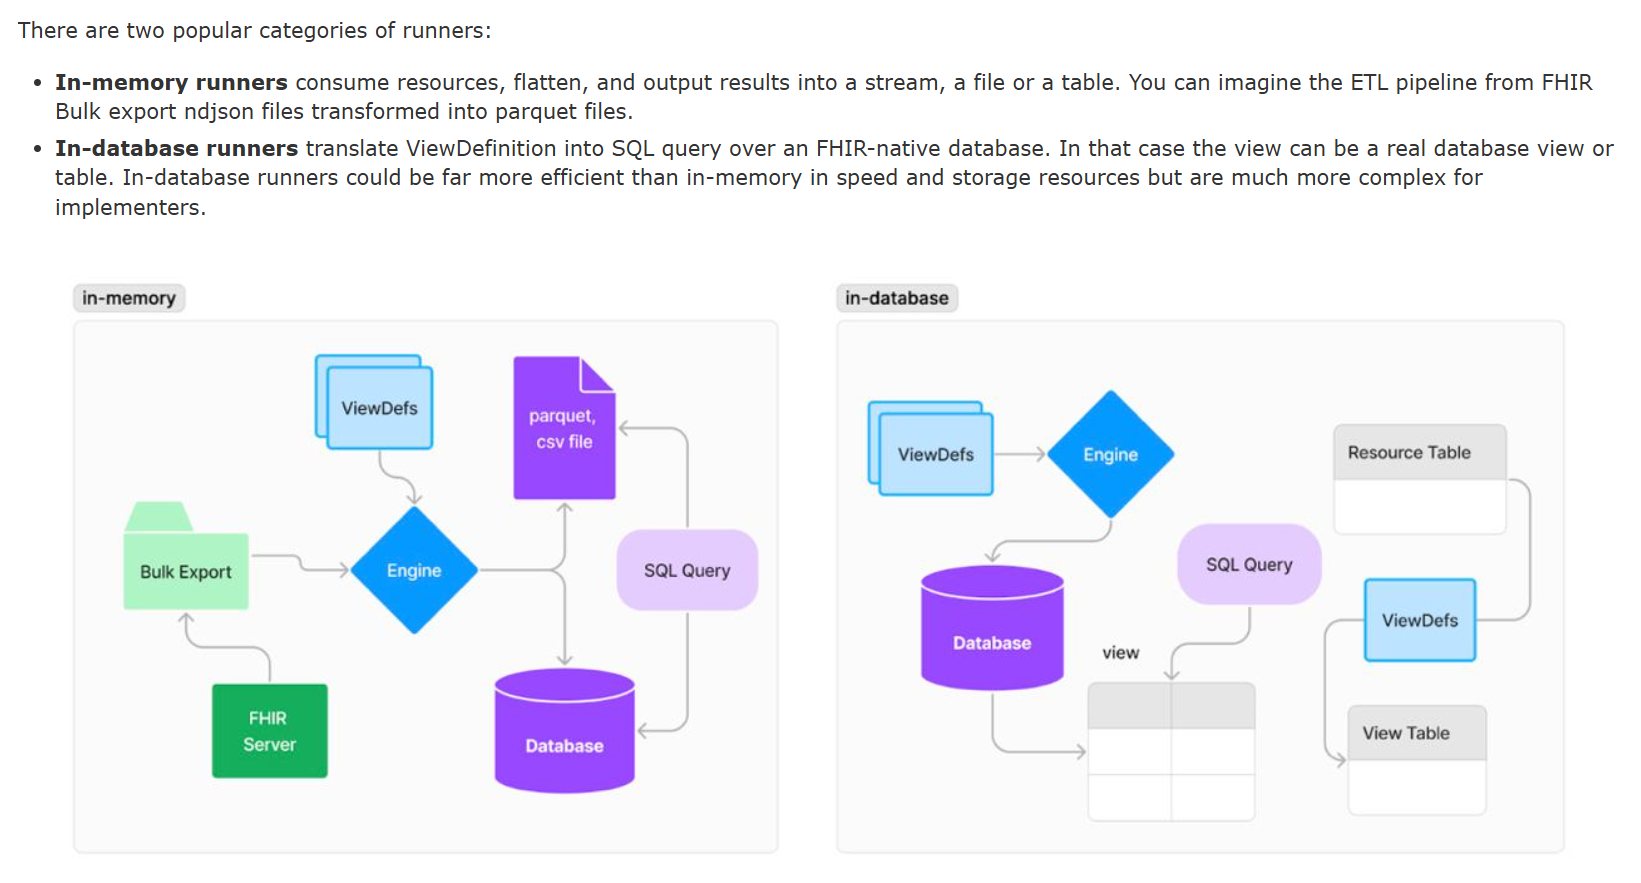 There are two popular categories of runners:
• In-memory runners consume resources, flatten, and output results into a stream, a file or a table. You can imagine the ETL pipeline from FHIR
Bulk export ndjson files transformed into parquet files.
• In-database runners translate ViewDefinition into SQL query over an FHIR-native database. In that case the view can be a real database view or
table. In-database runners could be far more efficient than in-memory in speed and storage resources but are much more complex for
implementers.
in-memory
ViewDefs
parquet,
csv file
Bulk Export
Engine
SQL Query
FHIR
Server
Database
in-database
ViewDefs
Engine
Resource Table
SQL Query
ViewDefs
Database
view
View Table